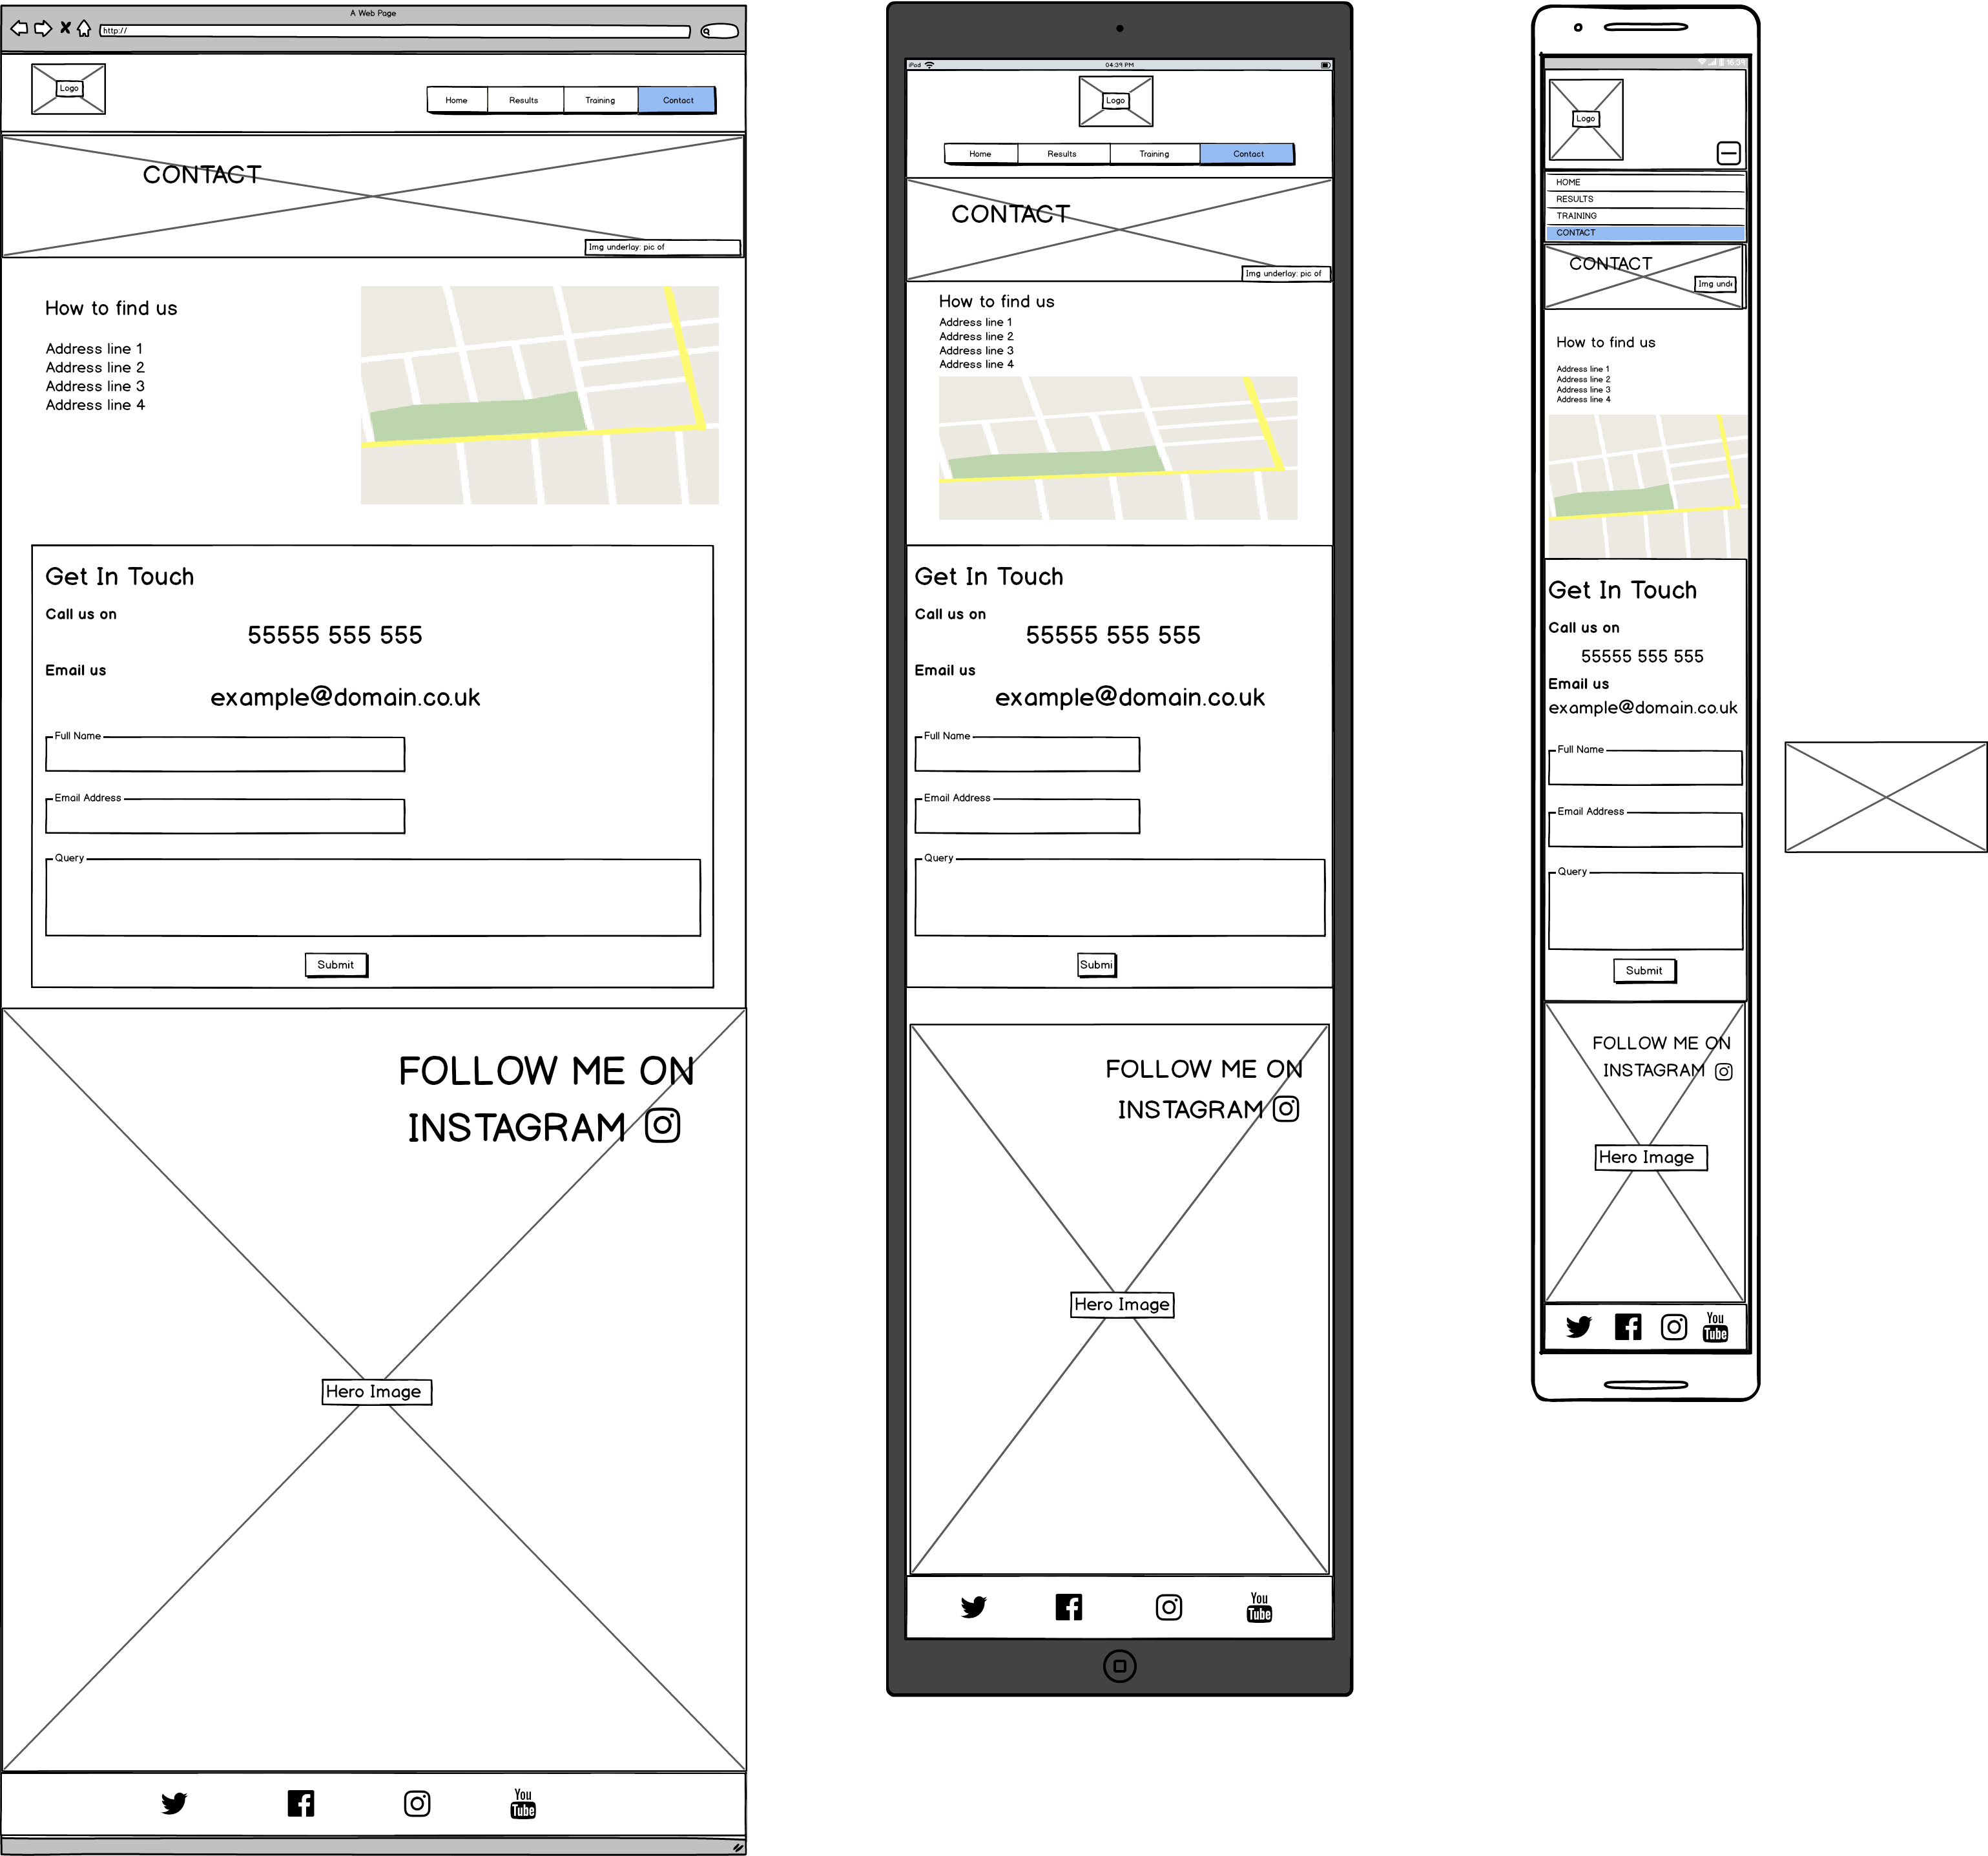 A Web Page
http://
Logo
Home Results Training Contact
CONTACT
Img underlay: pic of
How to find us
Address line 1
Address line 2
Address line 3
Address line 4
Get In Touch
Call us on
55555 555 555
Email us
example@domain.co.uk
Full Name
Email Address
Query
Submit
FOLLOW ME ON
INSTAGRAM
Hero Image
You
Tube
iPad 04:39 PM
Logo
Home Results Training Contact
CONTACT
Img underlay: pic of
How to find us
Address line 1
Address line 2
Address line 3
Address line 4
Get In Touch
Call us on
55555 555 555
Email us
example@domain.co.uk
Full Name
Email Address
Query
Submi
FOLLOW ME ON
INSTAGRAM
Hero Image
You
Tube
16:39
Logo
HOME
RESULTS
TRAINING
CONTACT
CONTACT
Img unde
How to find us
Address line 1
Address line 2
Address line 3
Address line 4
Get In Touch
Call us on
55555 555 555
Email us
example@domain.co.uk
Full Name
Email Address
Query
Submit
FOLLOW ME ON
INSTAGRAM
Hero Image
You
Tube